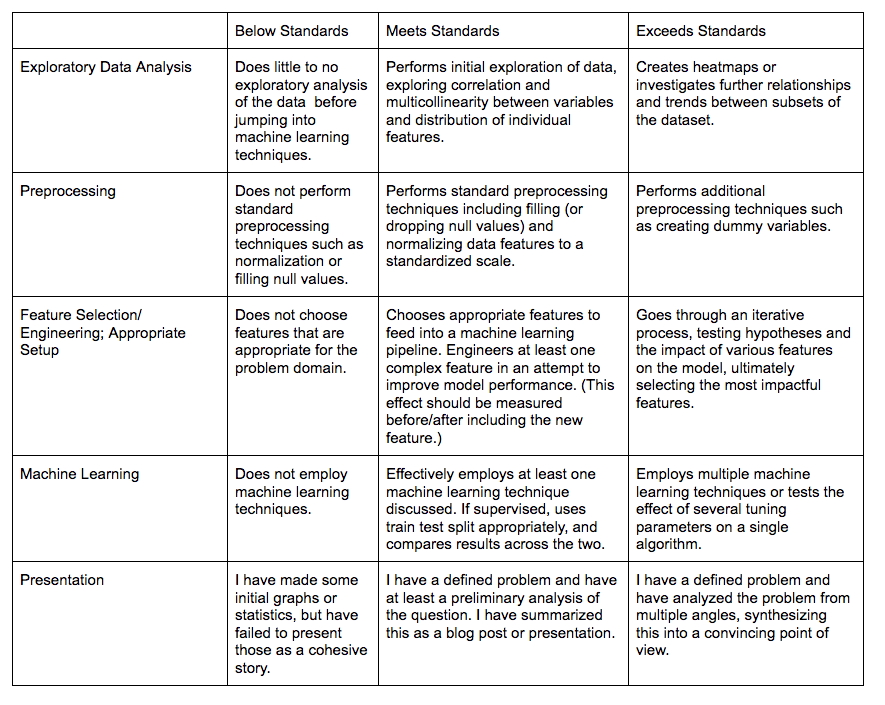 Below Standards
Meets Standards
Exceeds Standards
Exploratory Data Analysis
Does little to no
exploratory analysis
of the data  before
jumping into
machine learning
techniques.
Performs initial exploration of data,
exploring correlation and
multicollinearity between variables
and distribution of individual
features.
Creates heatmaps or
investigates further relationships
and trends between subsets of
the dataset.
Preprocessing
Does not perform
standard
preprocessing
techniques such as
normalization or
filling null values.
Performs standard preprocessing
techniques including filling (or
dropping null values) and
normalizing data features to a
standardized scale.
Performs additional
preprocessing techniques such
as creating dummy variables.
Feature Selection/
Engineering; Appropriate
Setup
Does not choose
features that are
appropriate for the
problem domain.
Chooses appropriate features to
feed into a machine learning
pipeline. Engineers at least one
complex feature in an attempt to
improve model performance. (This
effect should be measured
before/after including the new
feature.)
Goes through an iterative
process, testing hypotheses and
the impact of various features
on the model, ultimately
selecting the most impactful
features.
Machine Learning
Does not employ
machine learning
techniques.
Effectively employs at least one
machine learning technique
discussed. If supervised, uses
train test split appropriately, and
compares results across the two.
Employs multiple machine
learning techniques or tests the
effect of several tuning
parameters on a single
algorithm.
Presentation
I have made some
initial graphs or
statistics, but have
failed to present
those as a cohesive
story.
I have a defined problem and have
at least a preliminary analysis of
the question. I have summarized
this as a blog post or presentation.
I have a defined problem and
have analyzed the problem from
multiple angles, synthesizing
this into a convincing point of
view.